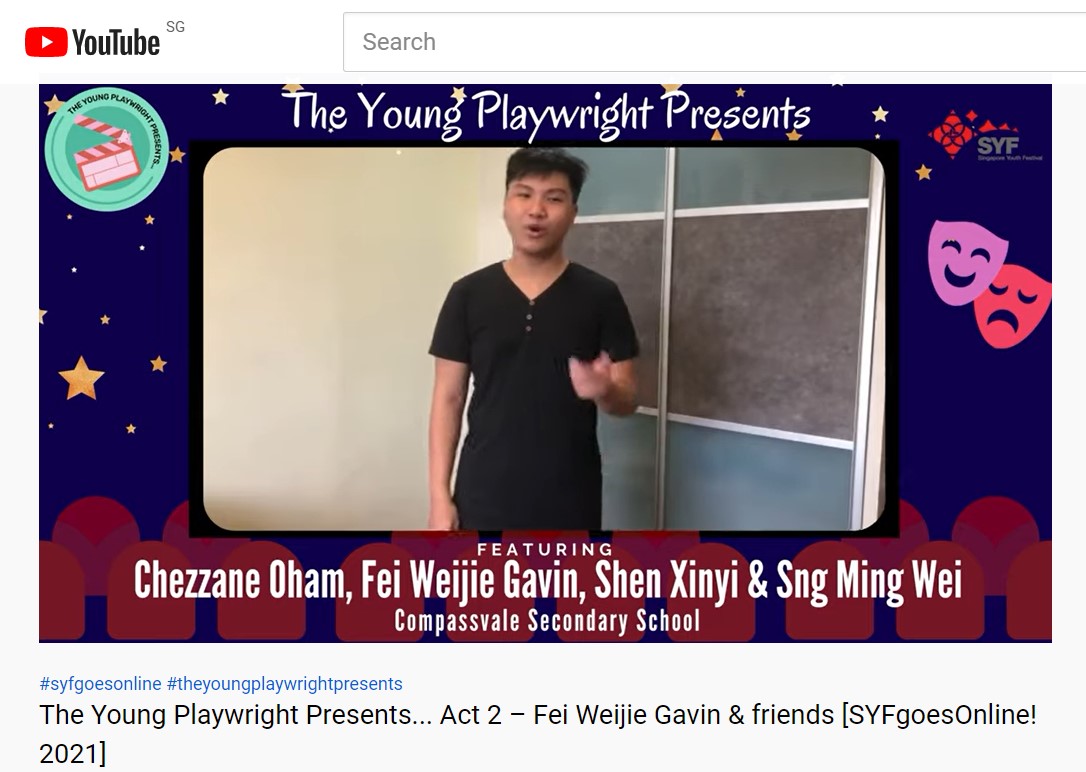 YouTube SG
Search
THE YOUNG PLAYWRIGHT PRESENTS...
The Young Playwright Presents
SYF
Singapore Youth Festival
FEATURING
Chezzane Oham, Fei Weijie Gavin, Shen Xinyi & Sng Ming Wei
Compassvale Secondary School
#syfgoesonline #theyoungplaywrightpresents
The Young Playwright Presents... Act 2 – Fei Weijie Gavin & friends [SYFgoesOnline!
2021]